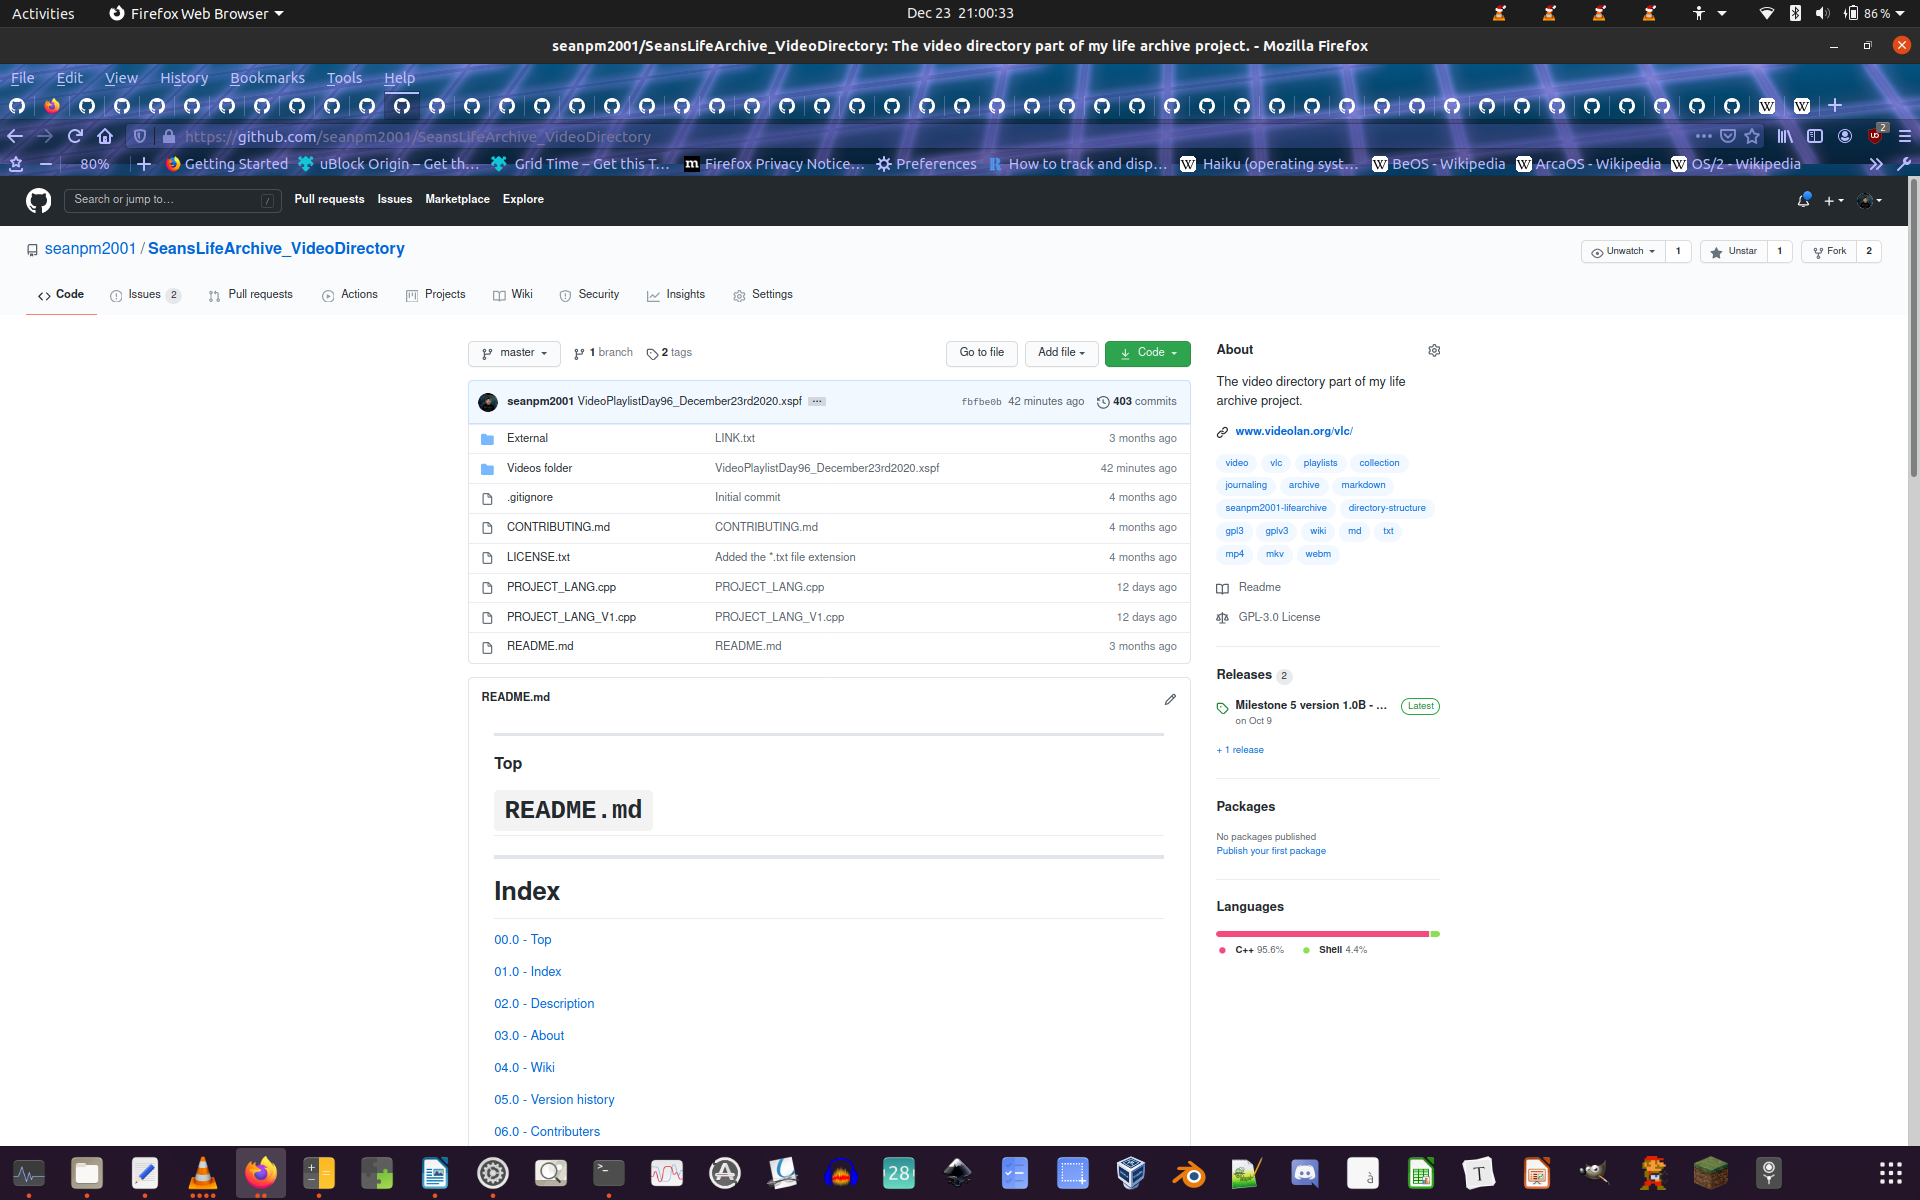 Activities Firefox Web Browser Dec 23 21:00:33 86 %
seanpm2001/SeansLifeArchive_VideoDirectory: The video directory part of my life archive project. - Mozilla Firefox
File Edit View History Bookmarks Tools Help
https://github.com/seanpm2001/SeansLifeArchive_VideoDirectory 2
80% Getting Started uBlock Origin – Get th… Grid Time – Get this T… Firefox Privacy Notice… Preferences How to track and disp… Haiku (operating syst… BeOS - Wikipedia ArcaOS - Wikipedia OS/2 - Wikipedia
Search or jump to… / Pull requests Issues Marketplace Explore
seanpm2001 / SeansLifeArchive_VideoDirectory Unwatch 1 Unstar 1 Fork 2
Code Issues 2 Pull requests Actions Projects Wiki Security Insights Settings
master 1 branch 2 tags Go to file Add file Code
seanpm2001 VideoPlaylistDay96_December23rd2020.xspf ... fbfbe0b 42 minutes ago 403 commits
External LINK.txt 3 months ago
Videos folder VideoPlaylistDay96_December23rd2020.xspf 42 minutes ago
.gitignore Initial commit 4 months ago
CONTRIBUTING.md CONTRIBUTING.md 4 months ago
LICENSE.txt Added the *.txt file extension 4 months ago
PROJECT_LANG.cpp PROJECT_LANG.cpp 12 days ago
PROJECT_LANG_V1.cpp PROJECT_LANG_V1.cpp 12 days ago
README.md README.md 3 months ago
README.md
Top
README.md
Index
00.0 - Top
01.0 - Index
02.0 - Description
03.0 - About
04.0 - Wiki
05.0 - Version history
06.0 - Contributers
About
The video directory part of my life
archive project.
www.videolan.org/vlc/
video vlc playlists collection
journaling archive markdown
seanpm2001-lifearchive directory-structure
gpl3 gplv3 wiki md txt
mp4 mkv webm
Readme
GPL-3.0 License
Releases 2
Milestone 5 version 1.0B - ... Latest
on Oct 9
+ 1 release
Packages
No packages published
Publish your first package
Languages
C++ 95.6% Shell 4.4%
28